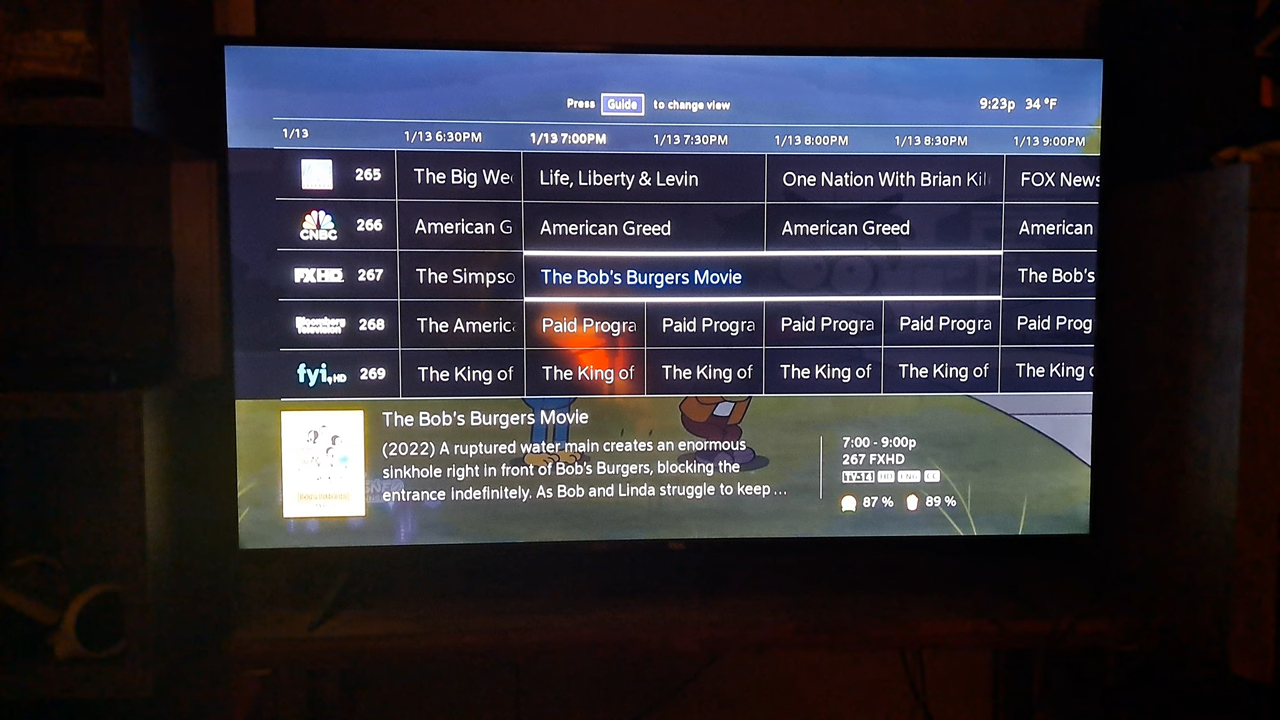 Press Guide to change view
9:23p 34 °F
1/13 1/13 6:30PM 1/13 7:00PM 1/13 7:30PM 1/13 8:00PM 1/13 8:30PM 1/13 9:00PM
265 The Big We Life, Liberty & Levin One Nation With Brian Kil FOX News
CNBC 266 American G American Greed American Greed American
FXHD 267 The Simpso The Bob's Burgers Movie The Bob's
Bloomberg Television 268 The Americ Paid Progra Paid Progra Paid Progra Paid Progra Paid Prog
fyi,HD 269 The King of The King of The King of The King of The King of The King o
The Bob's Burgers Movie
(2022) A ruptured water main creates an enormous
sinkhole right in front of Bob's Burgers, blocking the
entrance indefinitely. As Bob and Linda struggle to keep ...
7:00 - 9:00p
267 FXHD
TV-14 HD ENG CC
87 % 89 %